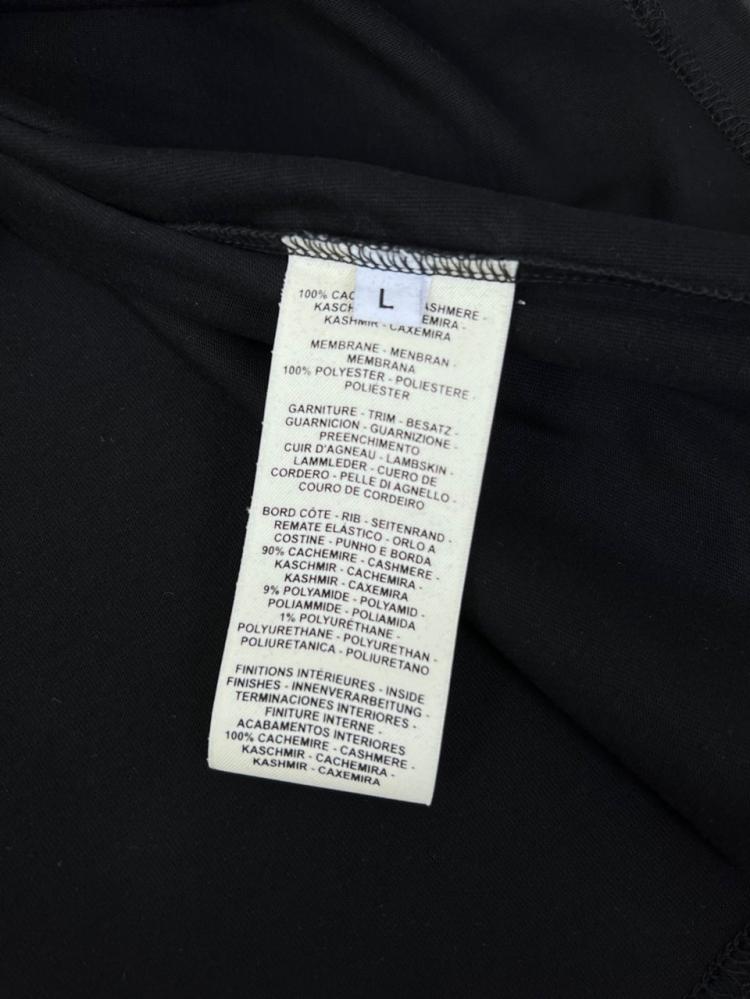 L
100% CAC ASHMERE -
KASCH EMIRA -
KASHMIR - CAXEMIRA
MEMBRANE - MENBRAN -
MEMBRANA
100% POLYESTER - POLIESTERE -
POLIÉSTER
GARNITURE - TRIM - BESATZ -
GUARNICION - GUARNIZIONE -
PREENCHIMENTO
CUIR D'AGNEAU - LAMBSKIN -
LAMMLEDER - CUERO DE
CORDERO - PELLE DI AGNELLO -
COURO DE CORDEIRO
BORD CÔTE - RIB - SEITENRAND -
REMATE ELÁSTICO - ORLO A
COSTINE - PUNHO E BORDA
90% CACHEMIRE - CASHMERE -
KASCHMIR - CACHEMIRA -
KASHMIR - CAXEMIRA
9% POLYAMIDE - POLYAMID -
POLIAMMIDE - POLIAMIDA
1% POLYURÉTHANE -
POLYURETHANE - POLYURETHAN -
POLIURETANICA - POLIURETANO
FINITIONS INTÉRIEURES - INSIDE
FINISHES - INNENVERARBEITUNG -
TERMINACIONES INTERIORES -
FINITURE INTERNE -
ACABAMENTOS INTERIORES
100% CACHEMIRE - CASHMERE -
KASCHMIR - CACHEMIRA -
KASHMIR - CAXEMIRA